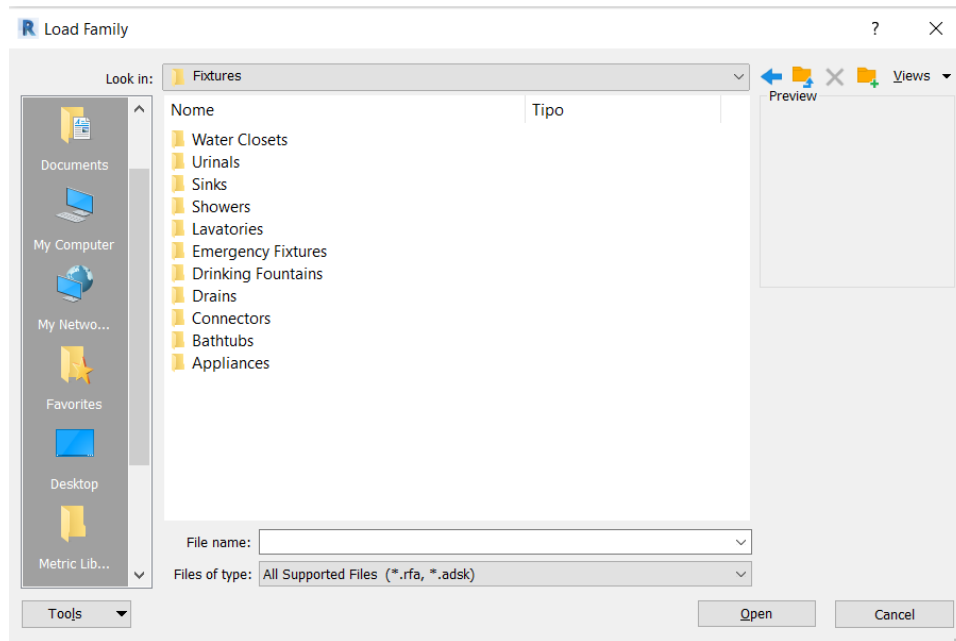 R Load Family ? ×
Look in: Fixtures Views
Preview
Nome Tipo
Water Closets
Urinals
Sinks
Showers
Lavatories
Emergency Fixtures
Drinking Fountains
Drains
Connectors
Bathtubs
Appliances
Documents
My Computer
My Netwo...
Favorites
Desktop
Metric Lib...
File name:
Files of type: All Supported Files (*.rfa, *.adsk)
Tools Open Cancel